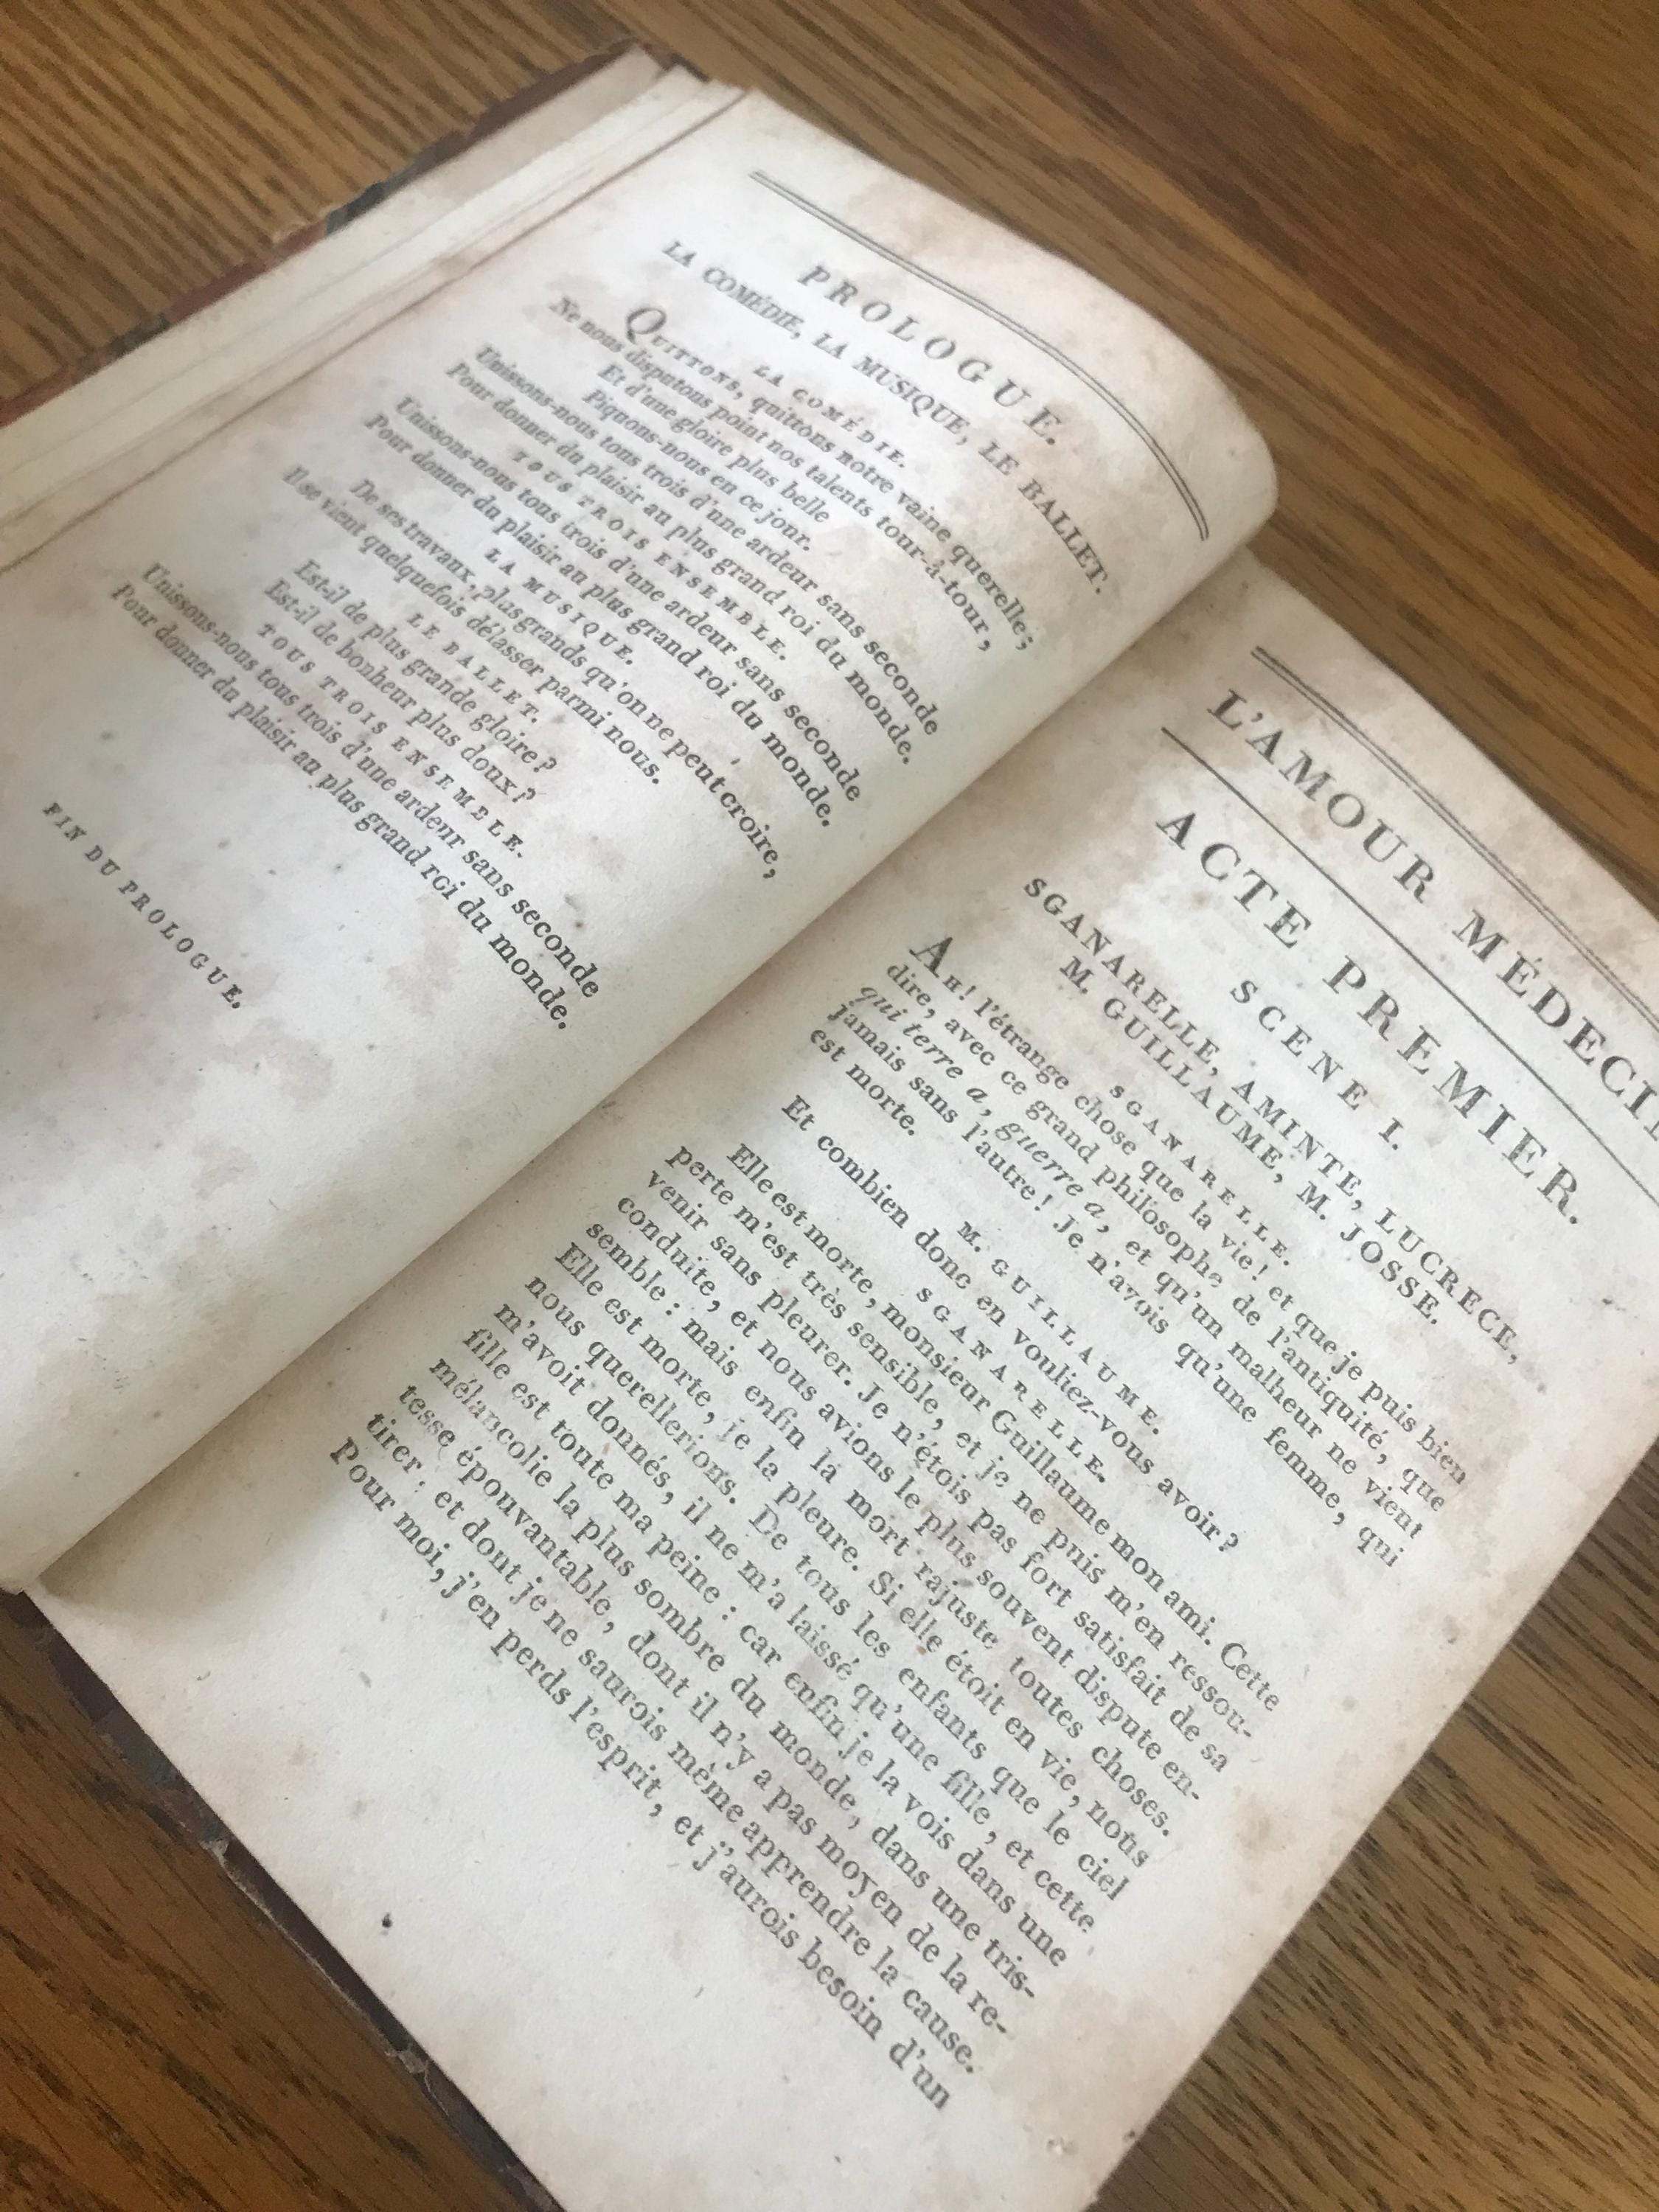 PROLOGUE.
LA COMÉDIE, LA MUSIQUE, LE BALLET.
LA COMÉDIE.
QUITTONS, quittons notre vaine querelle;
Ne nous disputons point nos talents tour-à-tour,
Et d'une gloire plus belle
Piquons-nous en ce jour.
Unissons-nous tous trois d'une ardeur sans seconde
Pour donner du plaisir au plus grand roi du monde.
TOUS TROIS ENSEMBLE.
Unissons-nous tous trois d'une ardeur sans seconde
Pour donner du plaisir au plus grand roi du monde.
LA MUSIQUE.
De ses travaux, plus grands qu'on ne peut croire,
Il se vient quelquefois délasser parmi nous.
LE BALLET.
Est-il de plus grande gloire?
Est-il de bonheur plus doux?
TOUS TROIS ENSEMBLE.
Unissons-nous tous trois d'une ardeur sans seconde
Pour donner du plaisir au plus grand roi du monde.
FIN DU PROLOGUE.
L'AMOUR MÉDECI
ACTE PREMIER.
SCENE I.
SGANARELLE, AMINTE, LUCRECE,
M. GUILLAUME, M. JOSSE.
SGANARELLE.
AH! l'étrange chose que la vie! et que je puis bien
dire, avec ce grand philosophe de l'antiquité, que
qui terre a, guerre a, et qu'un malheur ne vient
jamais sans l'autre! Je n'avois qu'une femme, qui
est morte.
M. GUILLAUME.
Et combien donc en vouliez-vous avoir?
SGANARELLE.
Elle est morte, monsieur Guillaume mon ami. Cette
perte m'est très sensible, et je ne puis m'en ressou-
venir sans pleurer. Je n'étois pas fort satisfait de sa
conduite, et nous avions le plus souvent dispute en-
semble: mais enfin la mort rajuste toutes choses.
Elle est morte, je la pleure. Si elle étoit en vie, nous
nous querellerions. De tous les enfants que le ciel
m'avoit donnés, il ne m'a laissé qu'une fille, et cette
fille est toute ma peine: car enfin je la vois dans une
mélancolie la plus sombre du monde, dans une tris-
tesse épouvantable, dont il n'y a pas moyen de la re-
tirer; et dont je ne saurois même apprendre la cause.
Pour moi, j'en perds l'esprit, et j'aurois besoin d'un